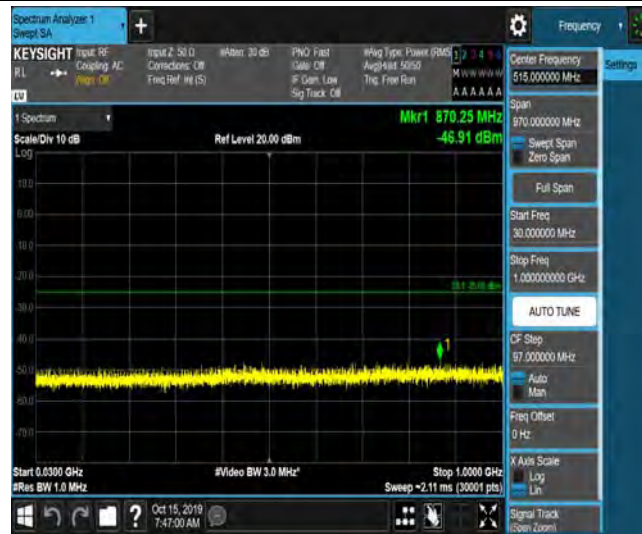 Spectrum Analyzer 1
Swept SA
+
Frequency
KEYSIGHT
Input: RF
Coupling: AC
Align: Off
Input Z: 50 Ω
Corrections: Off
Freq Ref: Int (S)
#Atten: 30 dB
PNO: Fast
Gate: Off
IF Gain: Low
Sig Track: Off
#Avg Type: Power (RMS
Avg|Hold: 50/50
Trig: Free Run
1 2 3 4 5 6
M W W W W W
A A A A A A
RL
LV
1 Spectrum
Scale/Div 10 dB
Log
Ref Level 20.00 dBm
Mkr1 870.25 MHz
-46.91 dBm
10.0
0.00
-10.0
-20.0
-30.0
-40.0
-50.0
-60.0
-70.0
1
Start 0.0300 GHz
#Res BW 1.0 MHz
#Video BW 3.0 MHz*
Stop 1.0000 GHz
Sweep ~2.11 ms (30001 pts)
?
Oct 15, 2019
7:47:00 AM
Center Frequency
515.000000 MHz
Settings
Span
970.000000 MHz
Swept Span
Zero Span
Full Span
Start Freq
30.000000 MHz
Stop Freq
1.000000000 GHz
AUTO TUNE
CF Step
97.000000 MHz
Auto
Man
Freq Offset
0 Hz
X Axis Scale
Log
Lin
Signal Track
(Span Zoom)